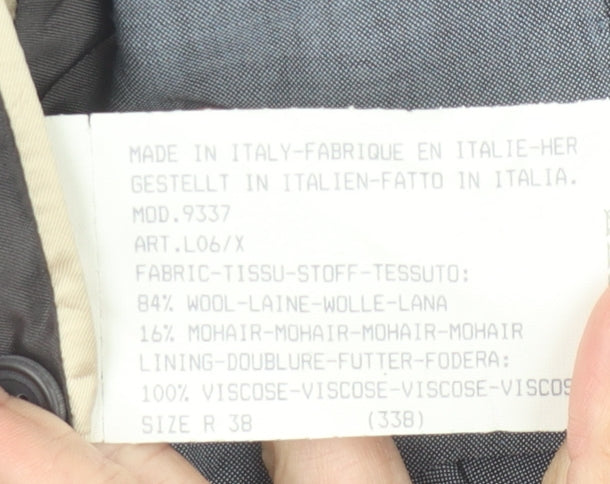 MADE IN ITALY-FABRIQUE EN ITALIE-HER
GESTELLT IN ITALIEN-FATTO IN ITALIA.
MOD.9337
ART.L06/X
FABRIC-TISSU-STOFF-TESSUTO:
84% WOOL-LAINE-WOLLE-LANA
16% MOHAIR-MOHAIR-MOHAIR-MOHAIR
LINING-DOUBLURE-FUTTER-FODERA:
100% VISCOSE-VISCOSE-VISCOSE-VISCOS
SIZE R 38 (338)